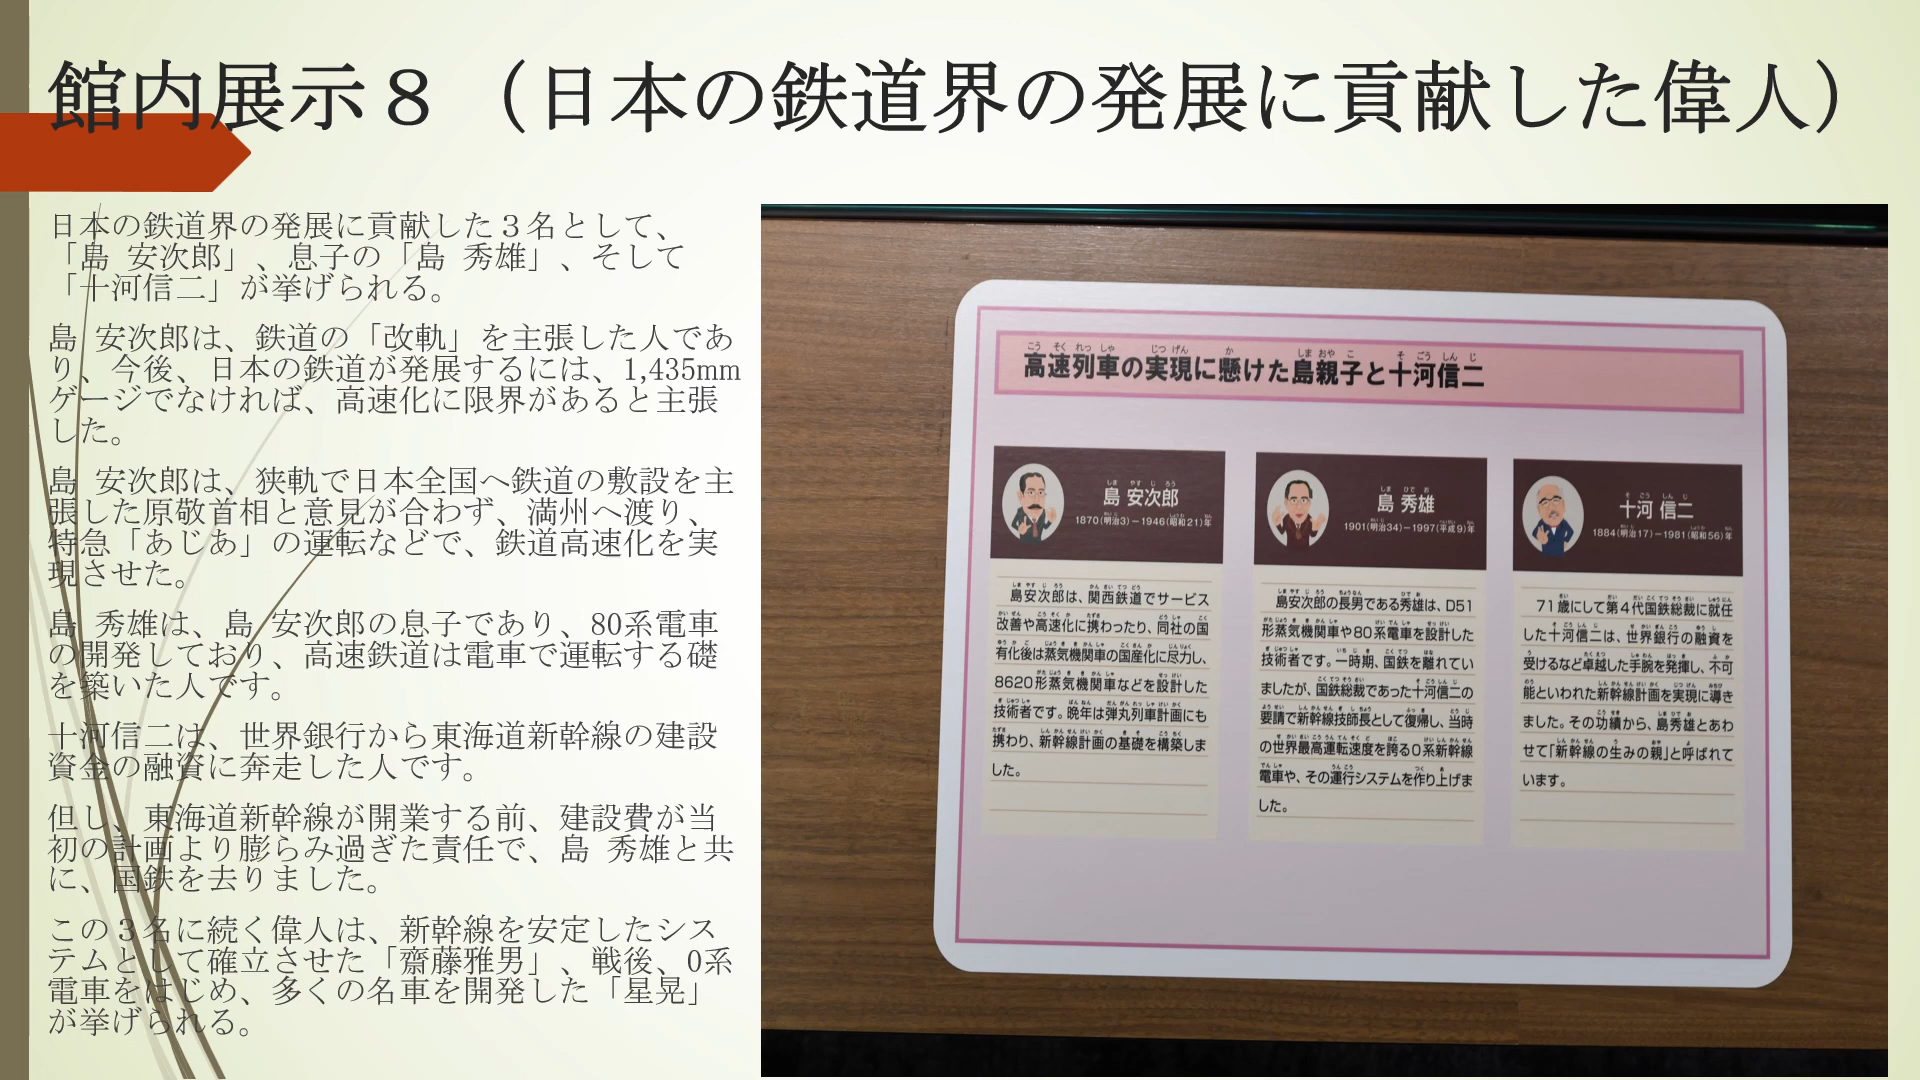 館内展示８（日本の鉄道界の発展に貢献した偉人）
日本の鉄道界の発展に貢献した３名として、
「島 安次郎」、息子の「島 秀雄」、そして
「十河信二」が挙げられる。
島 安次郎は、鉄道の「改軌」を主張した人であ
り、今後、日本の鉄道が発展するには、1,435mm
ゲージでなければ、高速化に限界があると主張
した。
島 安次郎は、狭軌で日本全国へ鉄道の敷設を主
張した原敬首相と意見が合わず、満州へ渡り、
特急「あじあ」の運転などで、鉄道高速化を実
現させた。
島 秀雄は、島 安次郎の息子であり、80系電車
の開発しており、高速鉄道は電車で運転する礎
を築いた人です。
十河信二は、世界銀行から東海道新幹線の建設
資金の融資に奔走した人です。
但し、東海道新幹線が開業する前、建設費が当
初の計画より膨らみ過ぎた責任で、島 秀雄と共
に、国鉄を去りました。
この３名に続く偉人は、新幹線を安定したシス
テムとして確立させた「齋藤雅男」、戦後、0系
電車をはじめ、多くの名車を開発した「星晃」
が挙げられる。
高速列車の実現に懸けた島親子と十河信二
島 安次郎
1870(明治3)－1946(昭和21)年
島安次郎は、関西鉄道でサービス
改善や高速化に携わったり、同社の国
有化後は蒸気機関車の国産化に尽力し、
8620形蒸気機関車などを設計した
技術者です。晩年は弾丸列車計画にも
携わり、新幹線計画の基礎を構築しま
した。
島 秀雄
1901(明治34)－1997(平成9)年
島安次郎の長男である秀雄は、D51
形蒸気機関車や80系電車を設計した
技術者です。一時期、国鉄を離れてい
ましたが、国鉄総裁であった十河信二の
要請で新幹線技師長として復帰し、当時
の世界最高運転速度を誇る0系新幹線
電車や、その運行システムを作り上げま
した。
十河 信二
1884(明治17)－1981(昭和56)年
71歳にして第4代国鉄総裁に就任
した十河信二は、世界銀行の融資を
受けるなど卓越した手腕を発揮し、不可
能といわれた新幹線計画を実現に導き
ました。その功績から、島秀雄とあわ
せて「新幹線の生みの親」と呼ばれて
います。